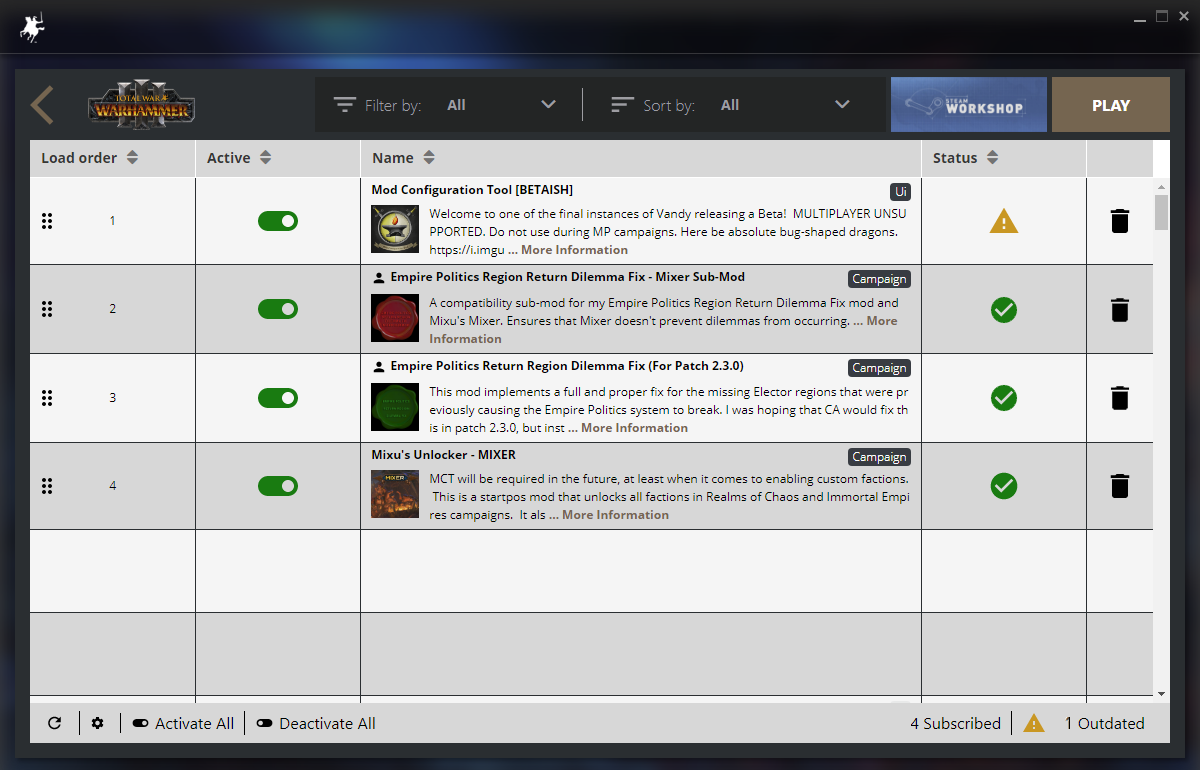 TOTAL WAR
WARHAMMER
III
Filter by: All
Sort by: All
STEAM
WORKSHOP
PLAY
Load order Active Name Status
1
Mod Configuration Tool [BETAISH] Ui
Welcome to one of the final instances of Vandy releasing a Beta! MULTIPLAYER UNSU
PPORTED. Do not use during MP campaigns. Here be absolute bug-shaped dragons.
https://i.imgu ... More Information
2
Empire Politics Region Return Dilemma Fix - Mixer Sub-Mod Campaign
A compatibility sub-mod for my Empire Politics Region Return Dilemma Fix mod and
Mixu's Mixer. Ensures that Mixer doesn't prevent dilemmas from occurring. ... More
Information
3
Empire Politics Return Region Dilemma Fix (For Patch 2.3.0) Campaign
This mod implements a full and proper fix for the missing Elector regions that were pr
eviously causing the Empire Politics system to break. I was hoping that CA would fix th
is in patch 2.3.0, but inst ... More Information
4
Mixu's Unlocker - MIXER Campaign
MIXER
MCT will be required in the future, at least when it comes to enabling custom factions.
This is a startpos mod that unlocks all factions in Realms of Chaos and Immortal Empi
res campaigns. It als ... More Information
Activate All Deactivate All 4 Subscribed 1 Outdated